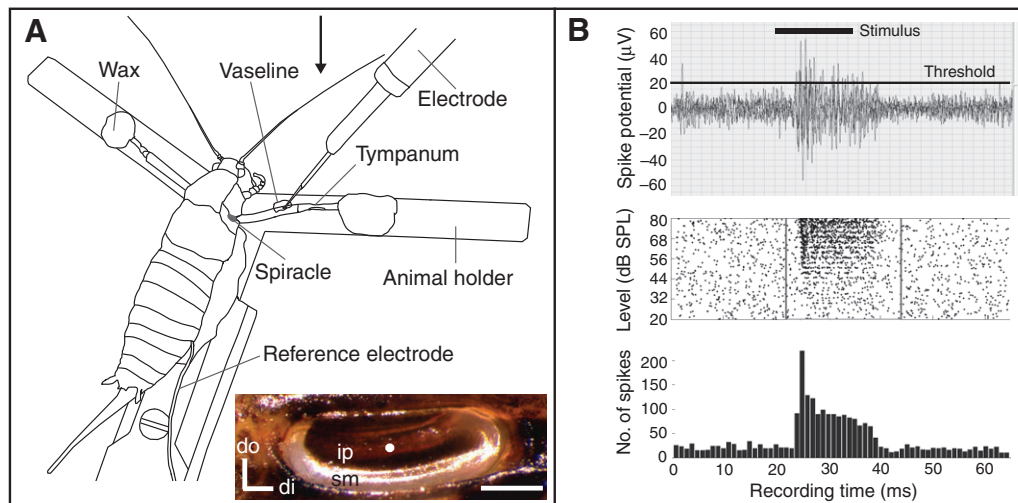 A
Wax
Vaseline
Electrode
Tympanum
Spiracle
Animal holder
Reference electrode
do
di
ip
sm
B
Stimulus
Threshold
Spike potential (µV)
60
40
20
0
–20
–40
–60
Level (dB SPL)
80
68
56
44
32
20
No. of spikes
200
150
100
50
0
0 10 20 30 40 50 60
Recording time (ms)